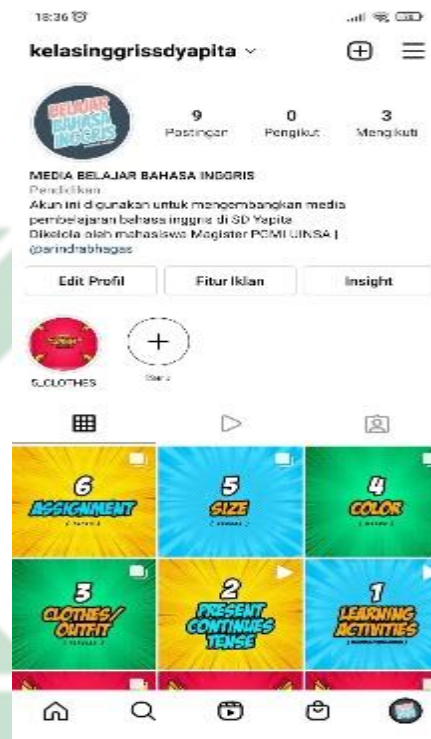 18:36
kelasinggrissdyapita
BELAJAR
BAHASA
INGGRIS
9
0
3
Postingan
Pengikut
Mengikuti
MEDIA BELAJAR BAHASA INGGRIS
Pendidikan
Akun ini digunakan untuk mengembangkan media
pembelajaran bahasa inggris di SD Yapita
Dikelola oleh mahasiswa Magister PGMI UINSA |
@parindrabhagas
Edit Profil
Fitur Iklan
Insight
5_CLOTHES
Baru
6
ASSIGNMENT
5
SIZE
4
COLOR
3
CLOTHES/
OUTFIT
2
PRESENT
CONTINUES
TENSE
1
LEARNING
ACTIVITIES